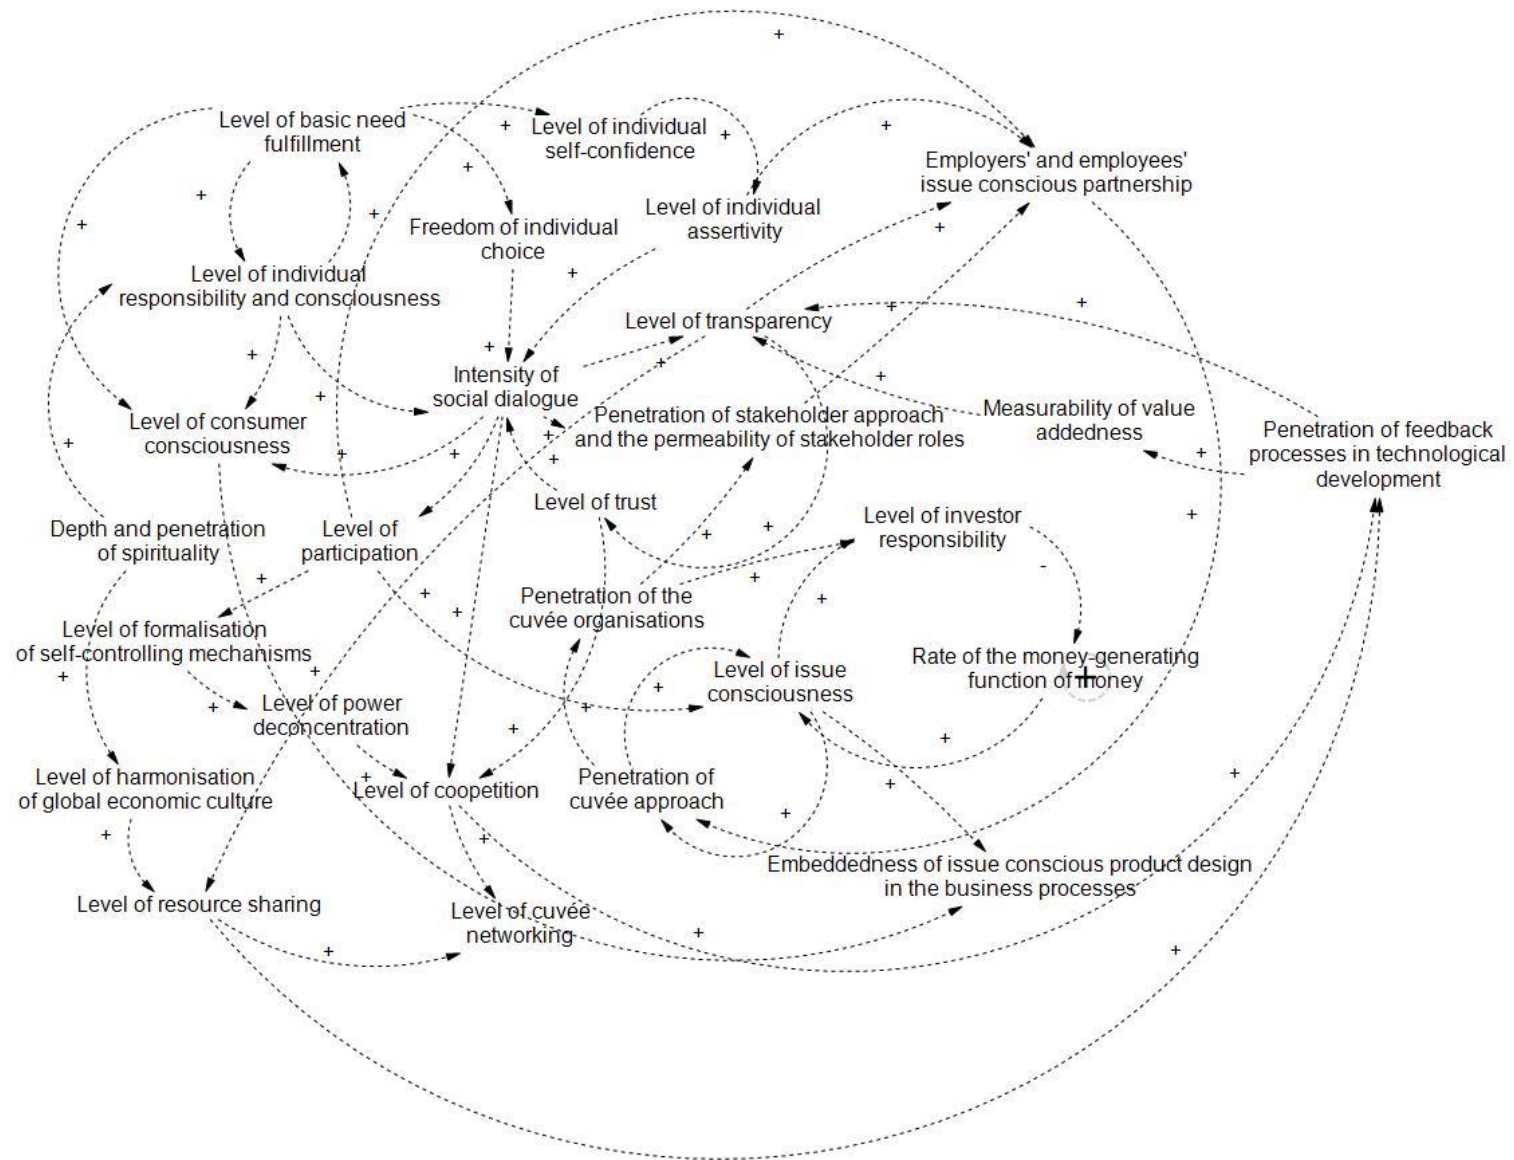 Level of basic need
fulfillment
Level of individual
self-confidence
Employers' and employees'
issue conscious partnership
Level of individual
assertivity
Freedom of individual
choice
Level of individual
responsibility and consciousness
Level of transparency
Intensity of
social dialogue
Level of consumer
consciousness
Penetration of stakeholder approach
and the permeability of stakeholder roles
Measurability of value
addedness
Penetration of feedback
processes in technological
development
Level of trust
Depth and penetration
of spirituality
Level of
participation
Level of investor
responsibility
Penetration of the
cuvée organisations
Level of formalisation
of self-controlling mechanisms
Level of issue
consciousness
Rate of the money-generating
function of money
Level of power
deconcentration
Level of harmonisation
of global economic culture
Level of coopetition
Penetration of
cuvée approach
Embeddedness of issue conscious product design
in the business processes
Level of resource sharing
Level of cuvée
networking